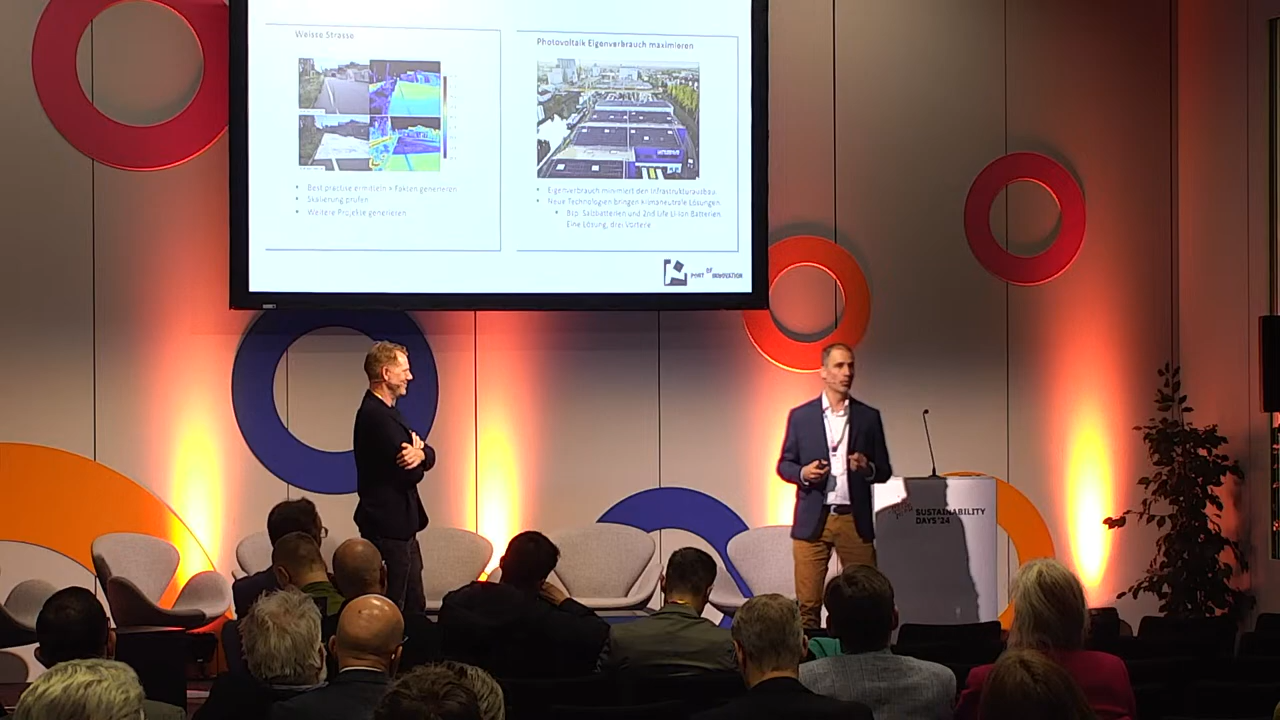 Weisse Strasse
Best practise ermitteln > Fakten generieren
Skalierung prüfen
Weitere Projekte generieren
Photovoltaik Eigenverbrauch maximieren
Eigenverbrauch minimiert den Infrastrukturausbau
Neue Technologien bringen klimaneutrale Lösungen
Bsp. Salzbatterien und 2nd Life Li-Ion Batterien
Eine Lösung, drei Vorteile
PORT OF INNOVATION
SUSTAINABILITY
DAYS'24